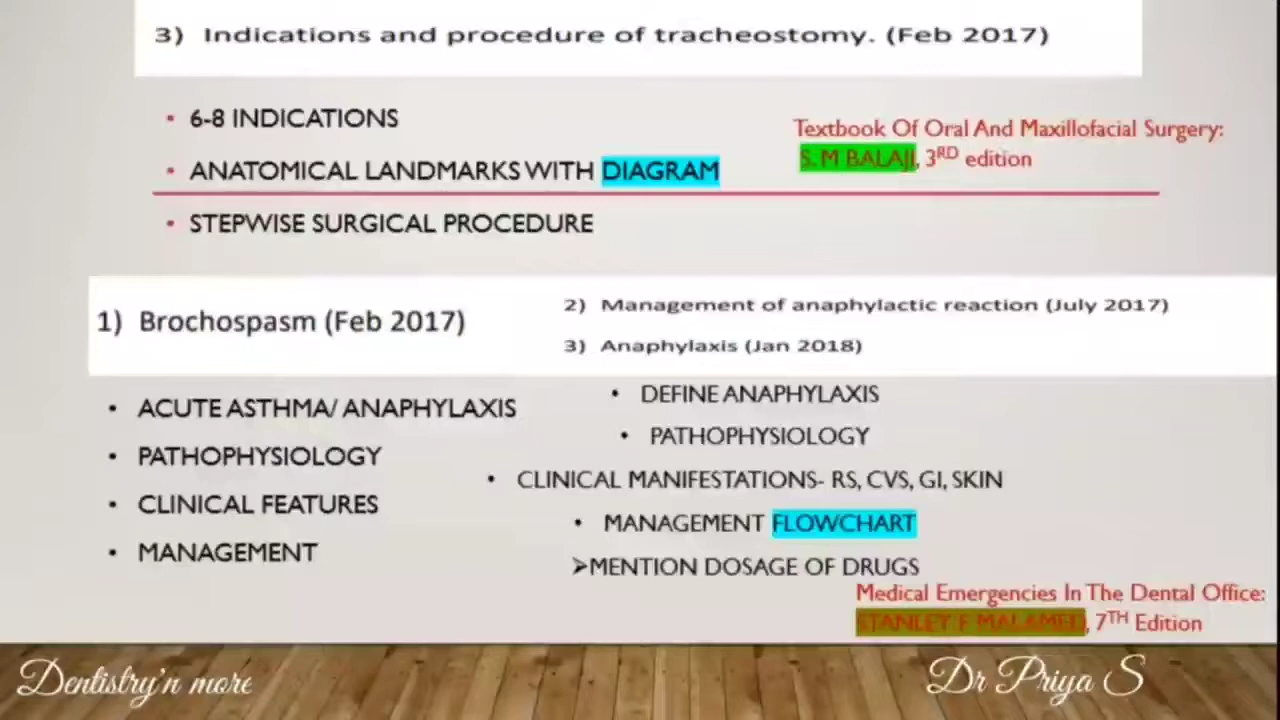 3) Indications and procedure of tracheostomy. (Feb 2017)
• 6-8 INDICATIONS
• ANATOMICAL LANDMARKS WITH DIAGRAM
• STEPWISE SURGICAL PROCEDURE
Textbook Of Oral And Maxillofacial Surgery:
S. M BALAJI, 3RD edition
1) Brochospasm (Feb 2017)
• ACUTE ASTHMA/ ANAPHYLAXIS
• PATHOPHYSIOLOGY
• CLINICAL FEATURES
• MANAGEMENT
2) Management of anaphylactic reaction (July 2017)
3) Anaphylaxis (Jan 2018)
• DEFINE ANAPHYLAXIS
• PATHOPHYSIOLOGY
• CLINICAL MANIFESTATIONS- RS, CVS, GI, SKIN
• MANAGEMENT FLOWCHART
➢MENTION DOSAGE OF DRUGS
Medical Emergencies In The Dental Office:
STANLEY F MALAMED, 7TH Edition
Dentistry'n more
Dr Priya S